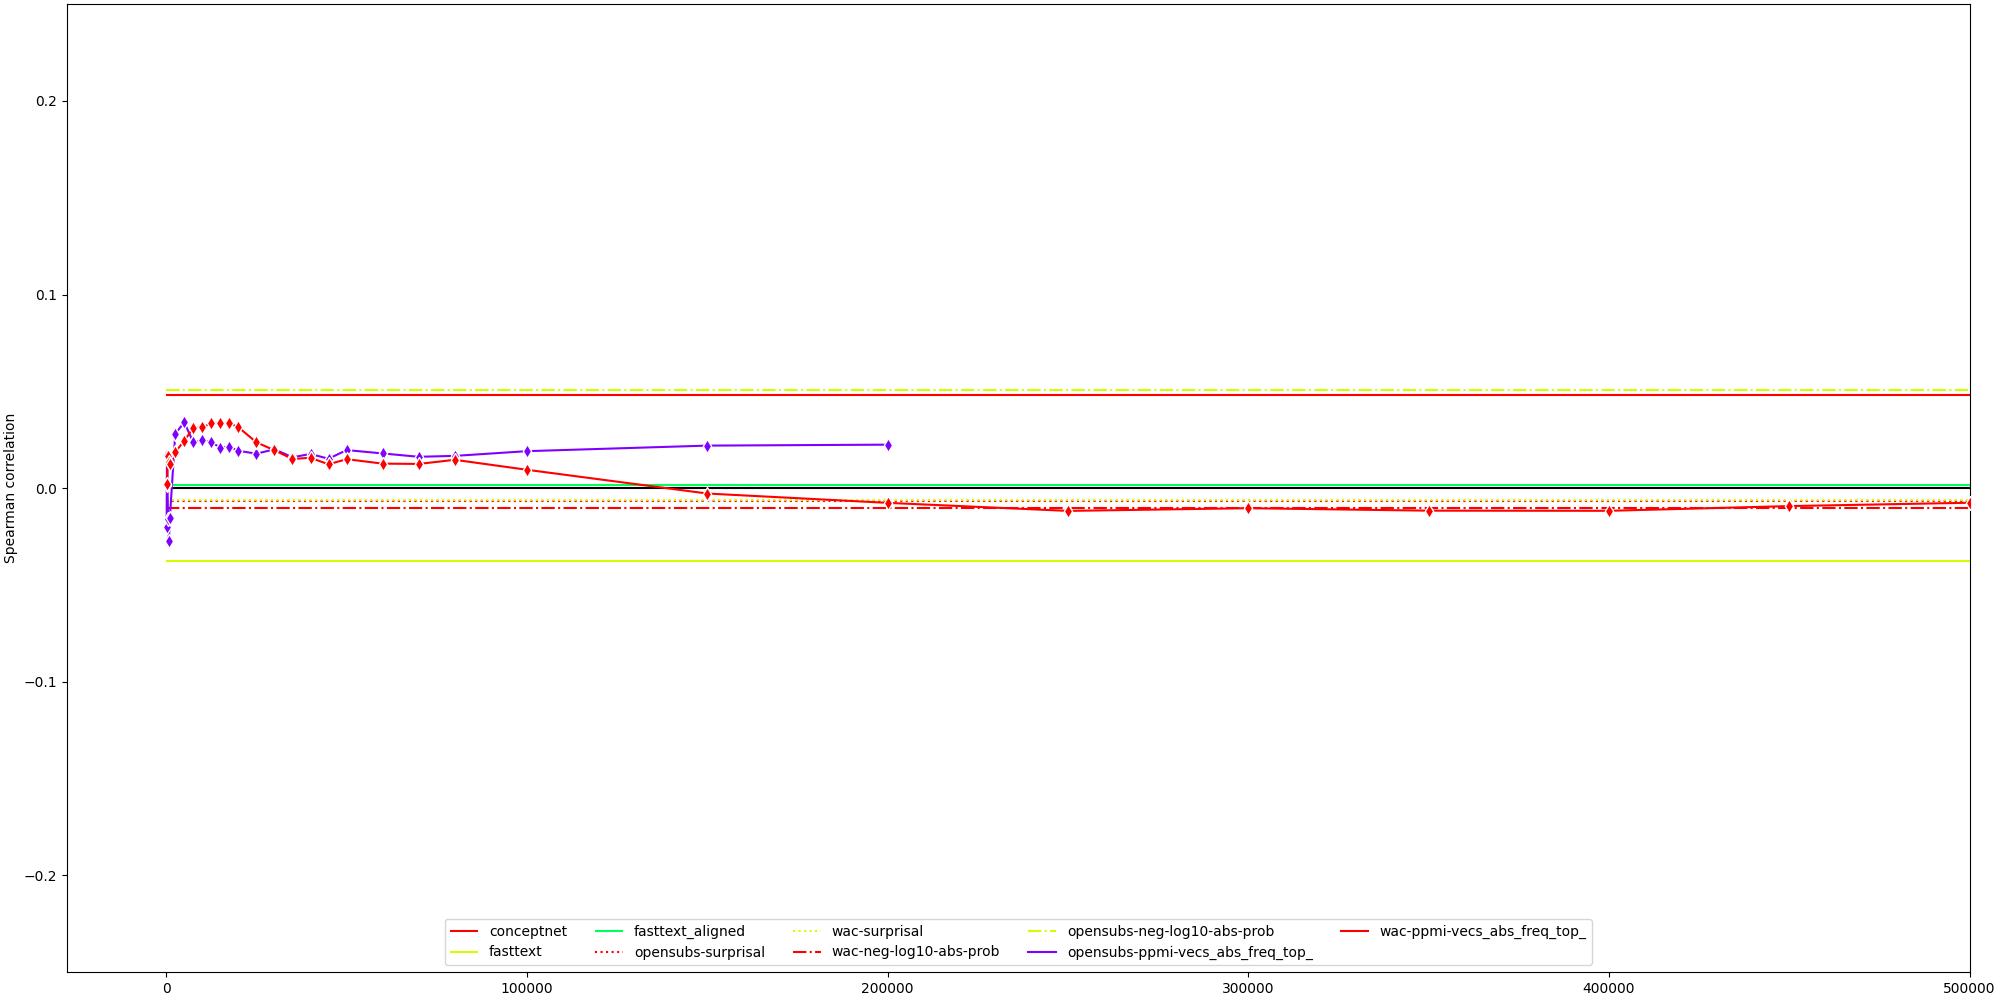 0.2
0.1
0.0
−0.1
−0.2
Spearman correlation
conceptnet
fasttext
fasttext_aligned
opensubs-surprisal
wac-surprisal
wac-neg-log10-abs-prob
opensubs-neg-log10-abs-prob
opensubs-ppmi-vecs_abs_freq_top_
wac-ppmi-vecs_abs_freq_top_
0 100000 200000 300000 400000 500000